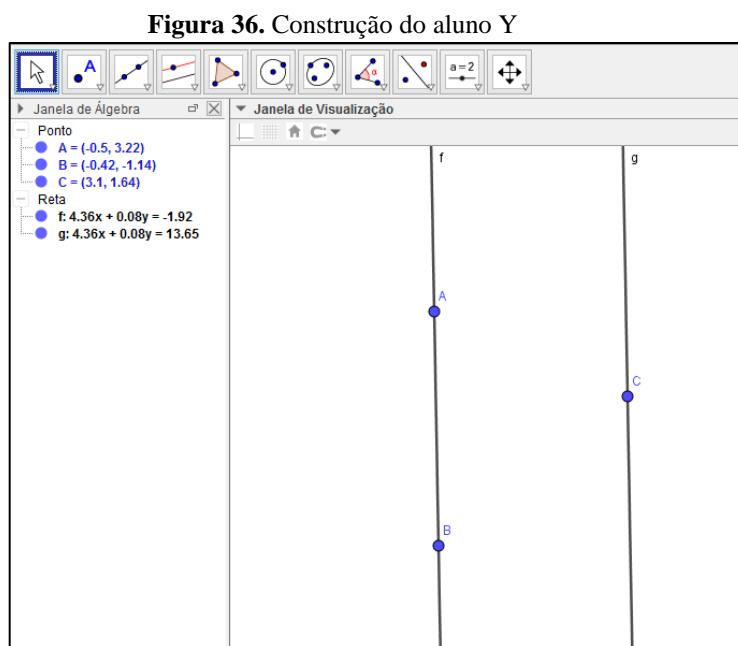 Figura 36. Construção do aluno Y
A
α
a = 2
Janela de Álgebra
Janela de Visualização
Ponto
A = (-0.5, 3.22)
B = (-0.42, -1.14)
C = (3.1, 1.64)
Reta
f: 4.36x + 0.08y = -1.92
g: 4.36x + 0.08y = 13.65
f
g
A
C
B